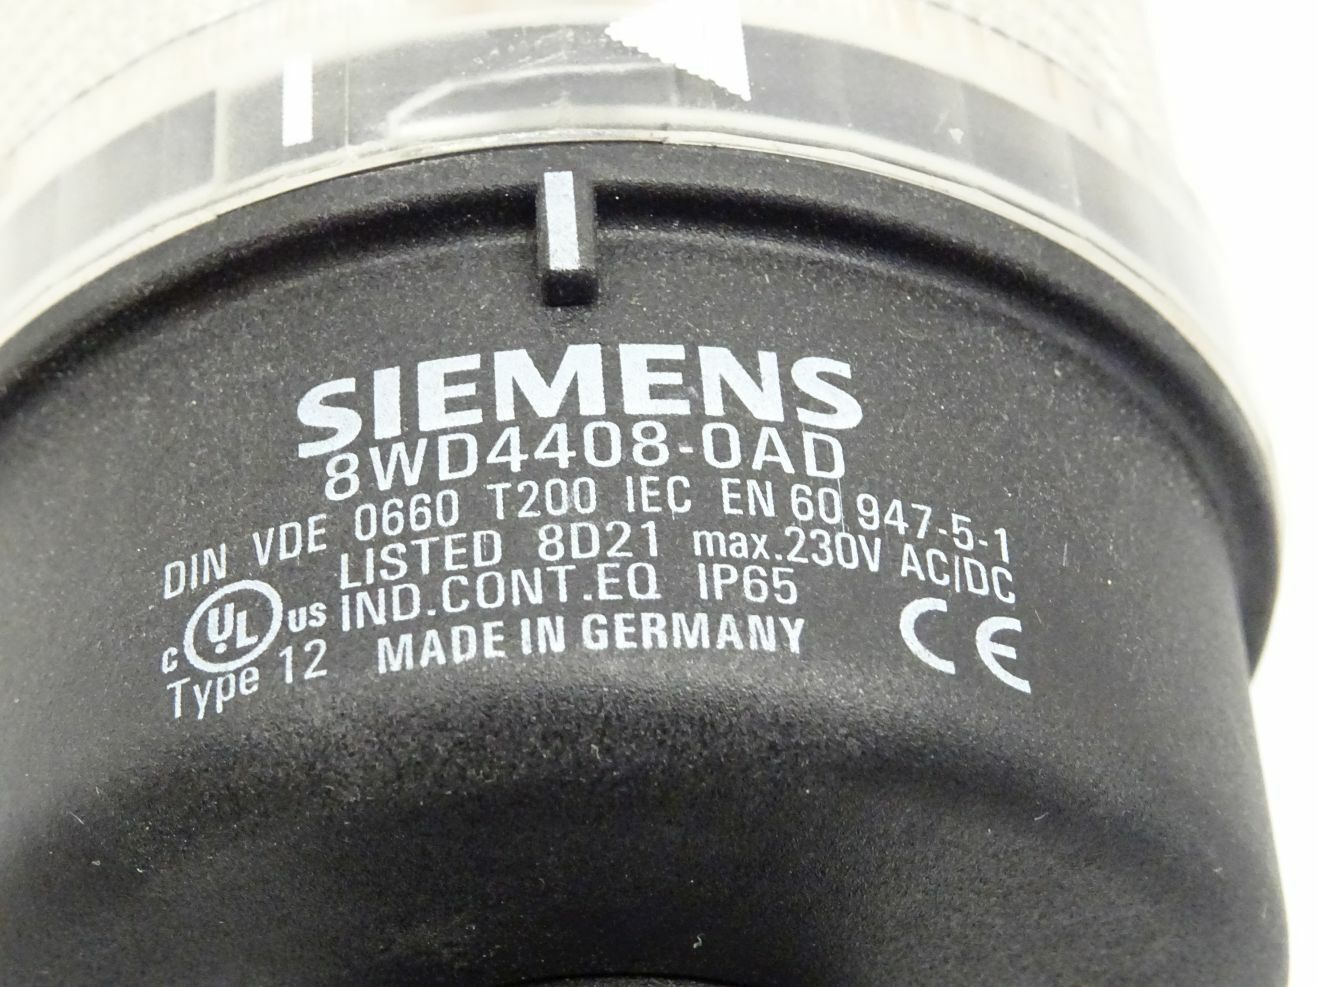 SIEMENS
8WD4408-0AD
DIN VDE 0660 T200 IEC EN 60 947-5-1
LISTED 8D21 max.230V AC/DC
c UL us IND.CONT.EQ IP65 CE
Type 12 MADE IN GERMANY